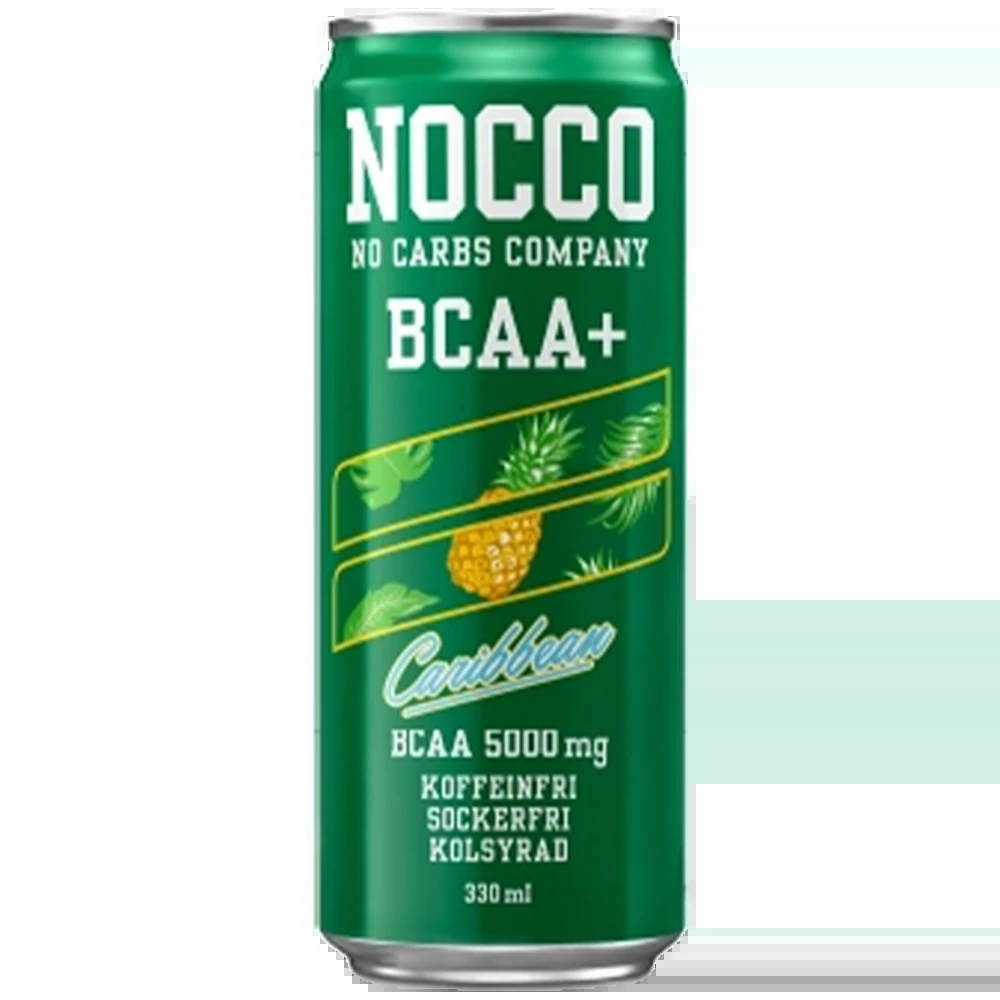 NOCCO
NO CARBS COMPANY
BCAA+
Caribbean
BCAA 5000 mg
KOFFEINFRI
SOCKERFRI
KOLSYRAD
330 ml